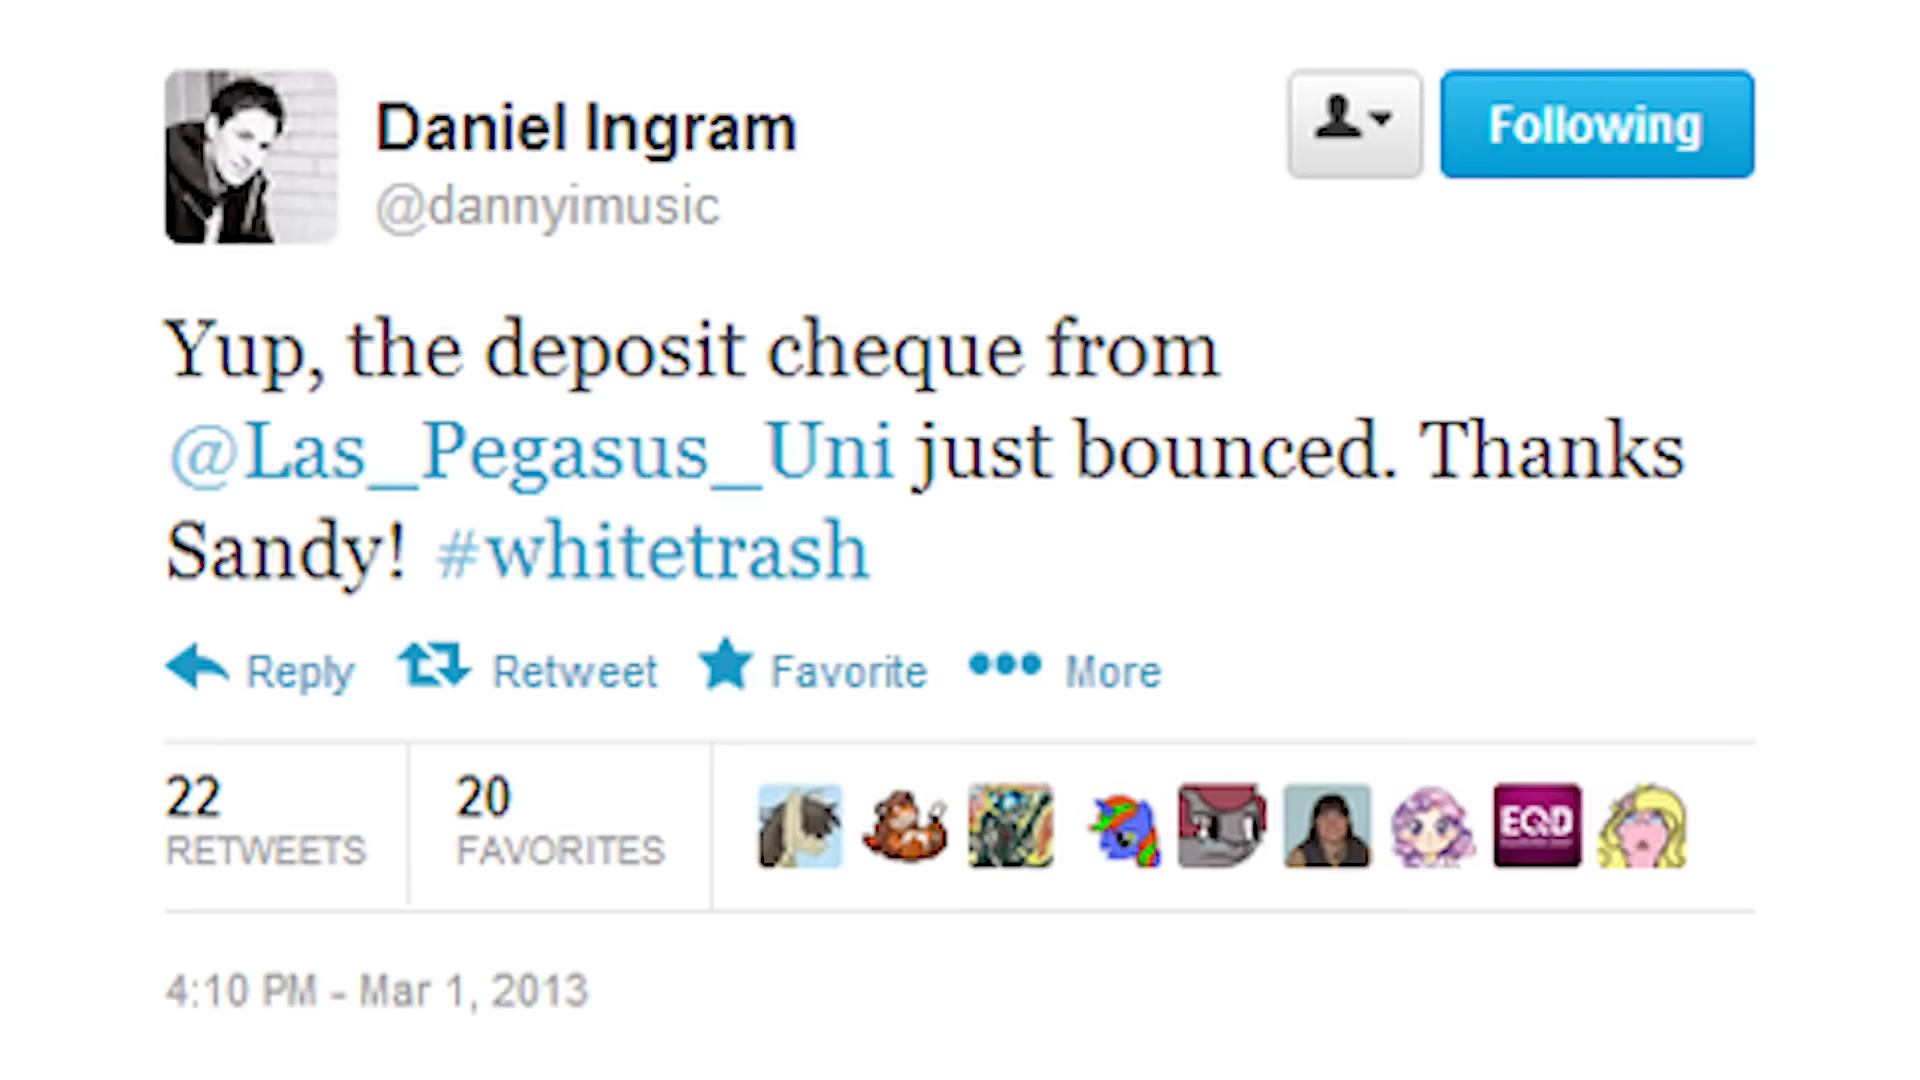 Daniel Ingram
@dannyimusic
Following
Yup, the deposit cheque from
@Las_Pegasus_Uni just bounced. Thanks
Sandy! #whitetrash
Reply Retweet Favorite More
22 20
RETWEETS FAVORITES
EQD
4:10 PM - Mar 1, 2013